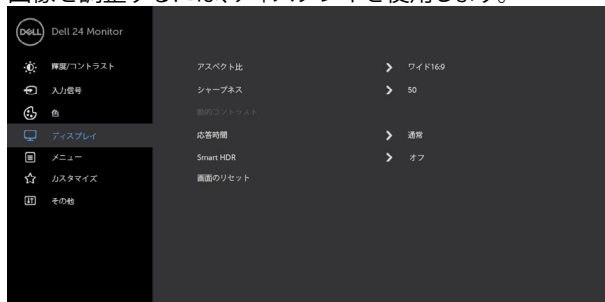 画像を調整するには、ディスプレイを使用します。
DELL Dell 24 Monitor
輝度/コントラスト
入力信号
色
ディスプレイ
メニュー
カスタマイズ
その他
アスペクト比 ワイド16:9
シャープネス 50
動的コントラスト
応答時間 通常
Smart HDR オフ
画面のリセット